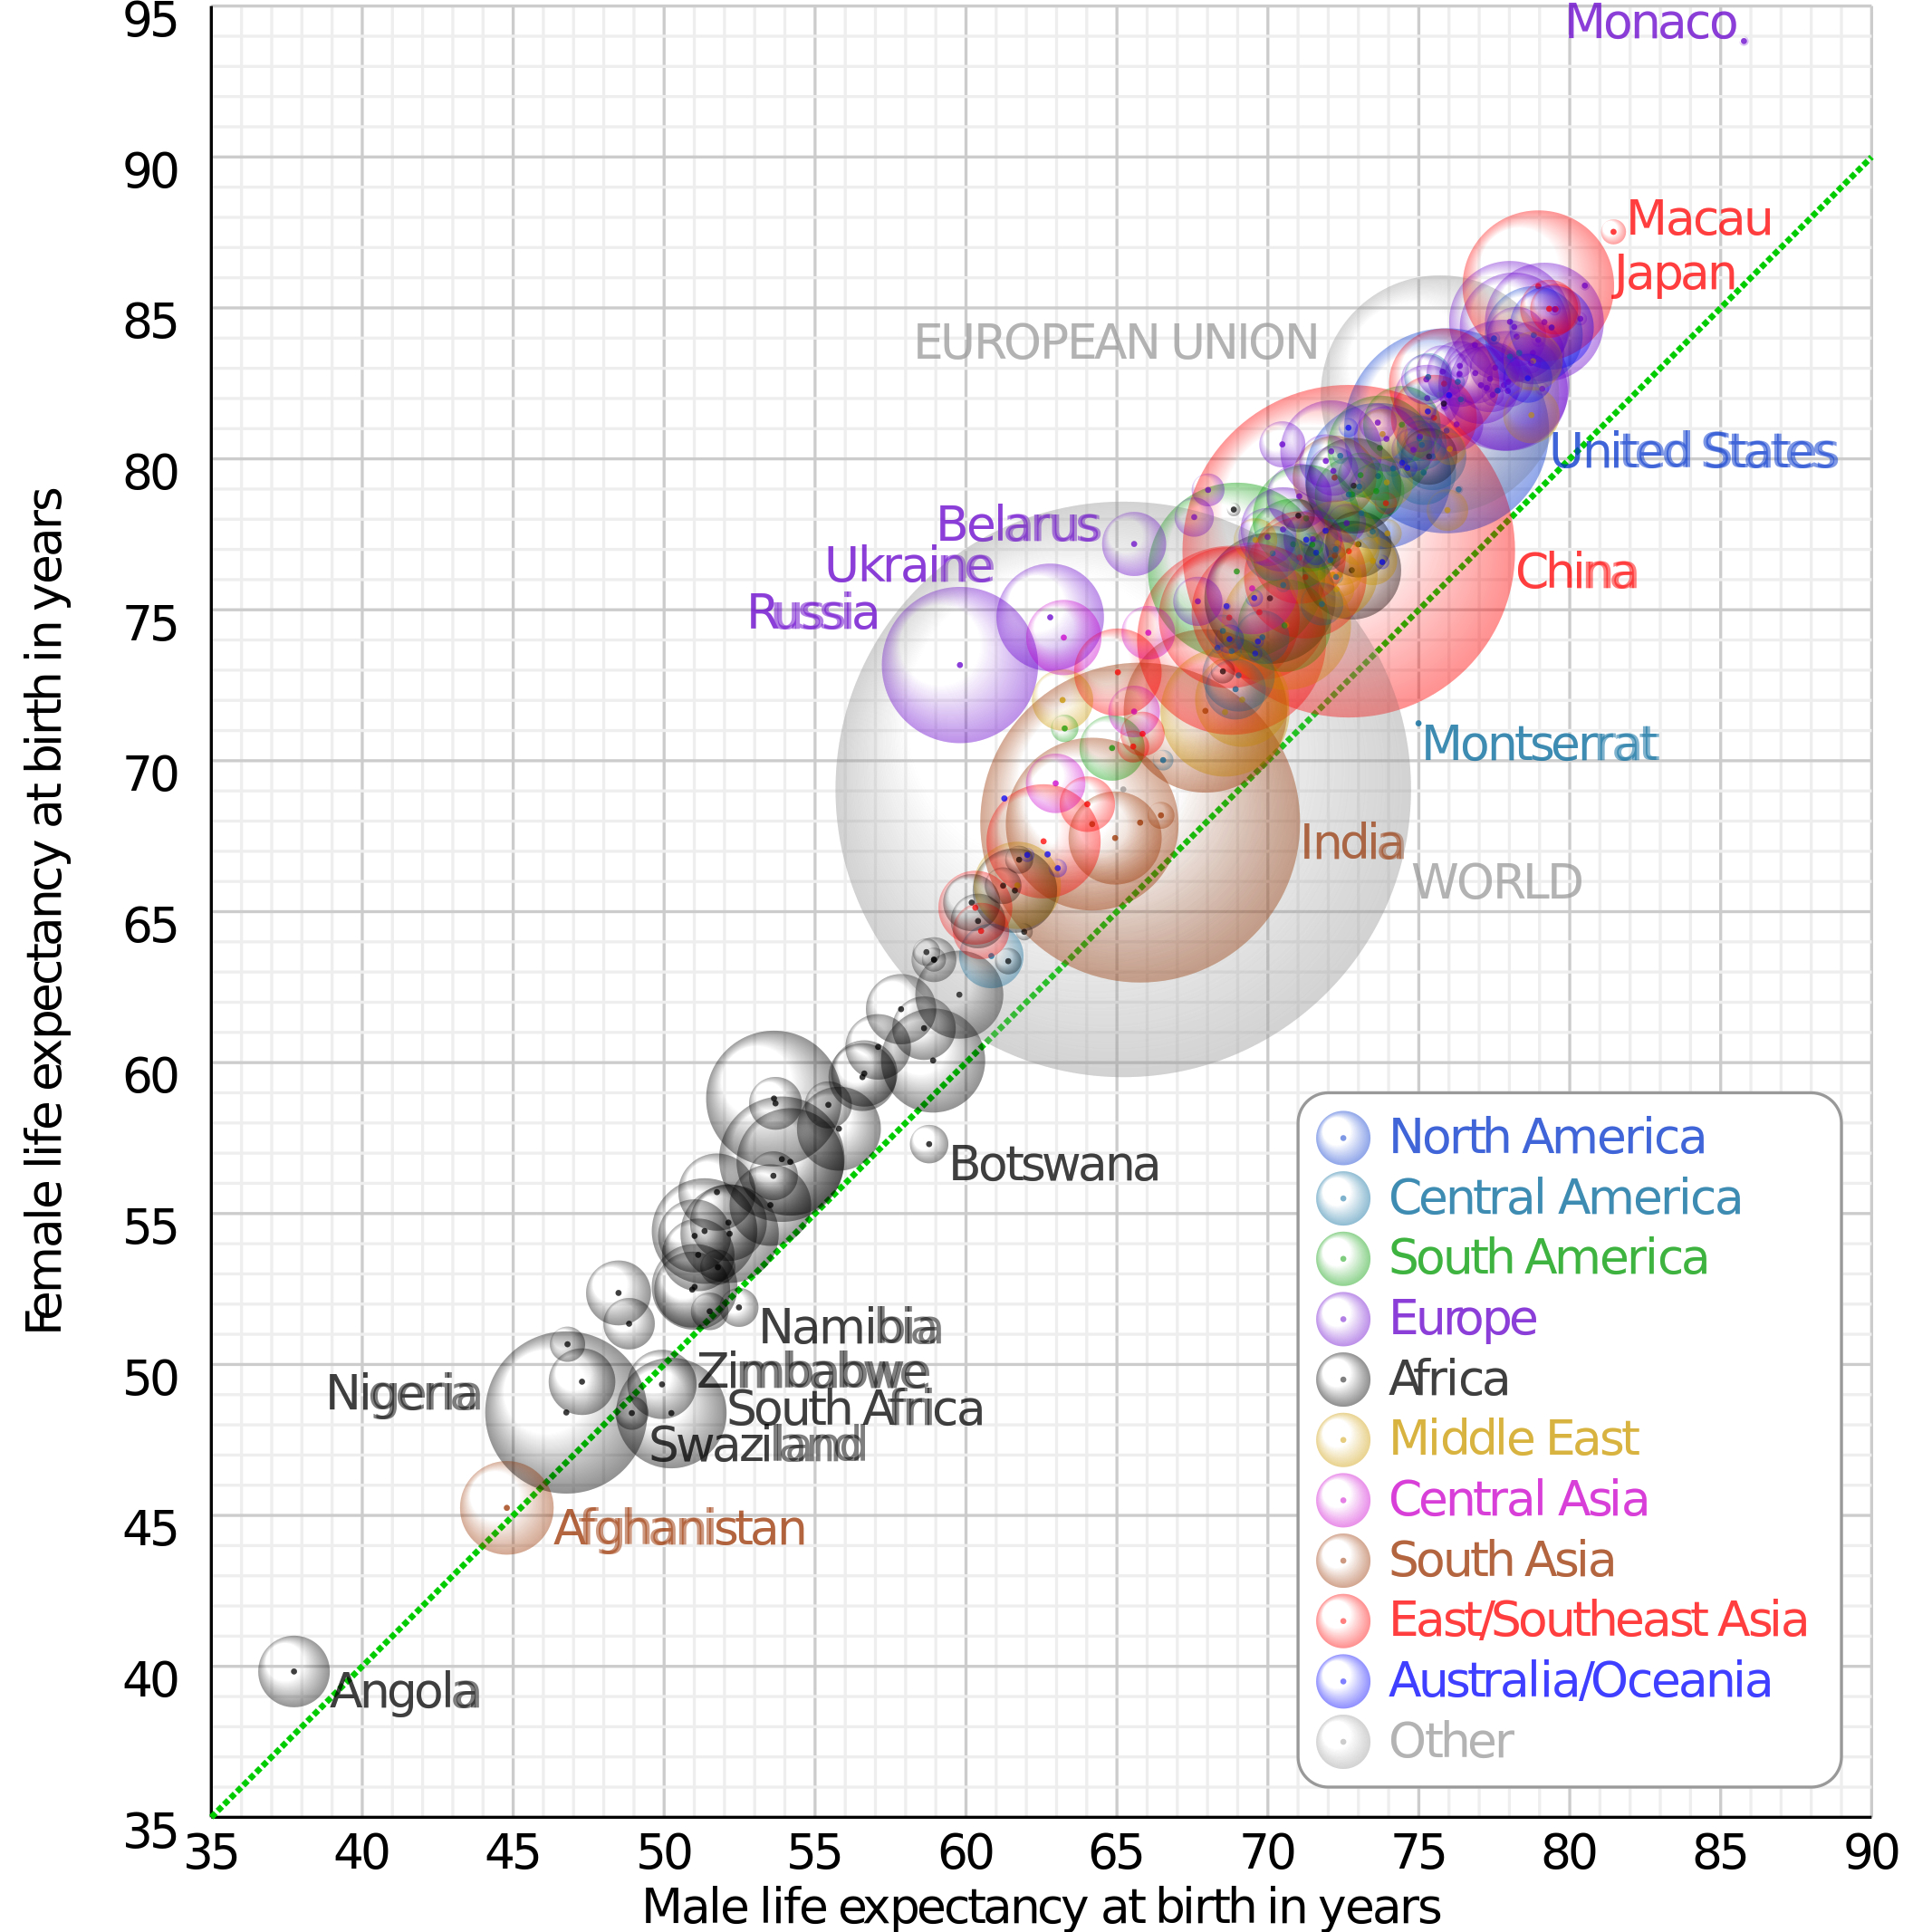 95
Monaco
90
Macau
Japan
85
EUROPEAN UNION
80
United States
Belarus
Ukraine
China
Russia
75
Montserrat
70
India
WORLD
65
60
North America
Botswana
Central America
55
South America
Europe
Namibia
Zimbabwe
50
Nigeria
Africa
South Africa
Swaziland
Middle East
Central Asia
45
Afghanistan
South Asia
East/Southeast Asia
40
Angola
Australia/Oceania
Other
35
35 40 45 50 55 60 65 70 75 80 85 90
Male life expectancy at birth in years
Female life expectancy at birth in years